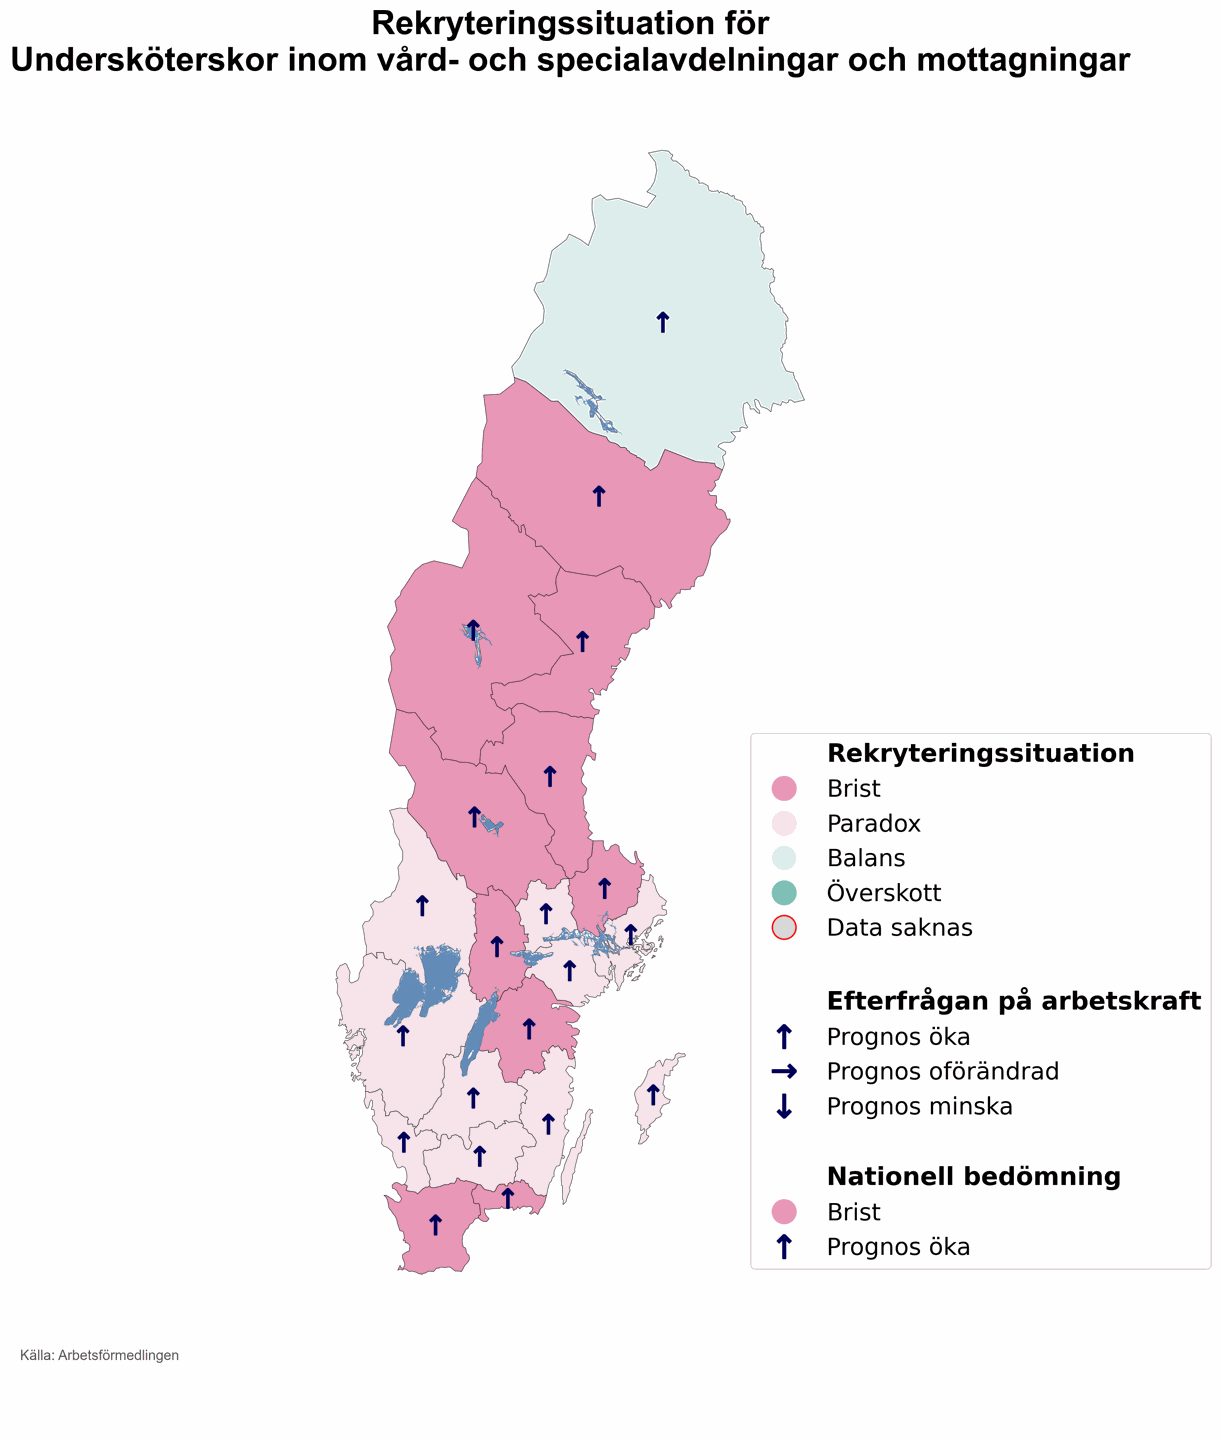 Rekryteringssituation för
Undersköterskor inom vård- och specialavdelningar och mottagningar
Rekryteringssituation
Brist
Paradox
Balans
Överskott
Data saknas
Efterfrågan på arbetskraft
Prognos öka
Prognos oförändrad
Prognos minska
Nationell bedömning
Brist
Prognos öka
Källa: Arbetsförmedlingen